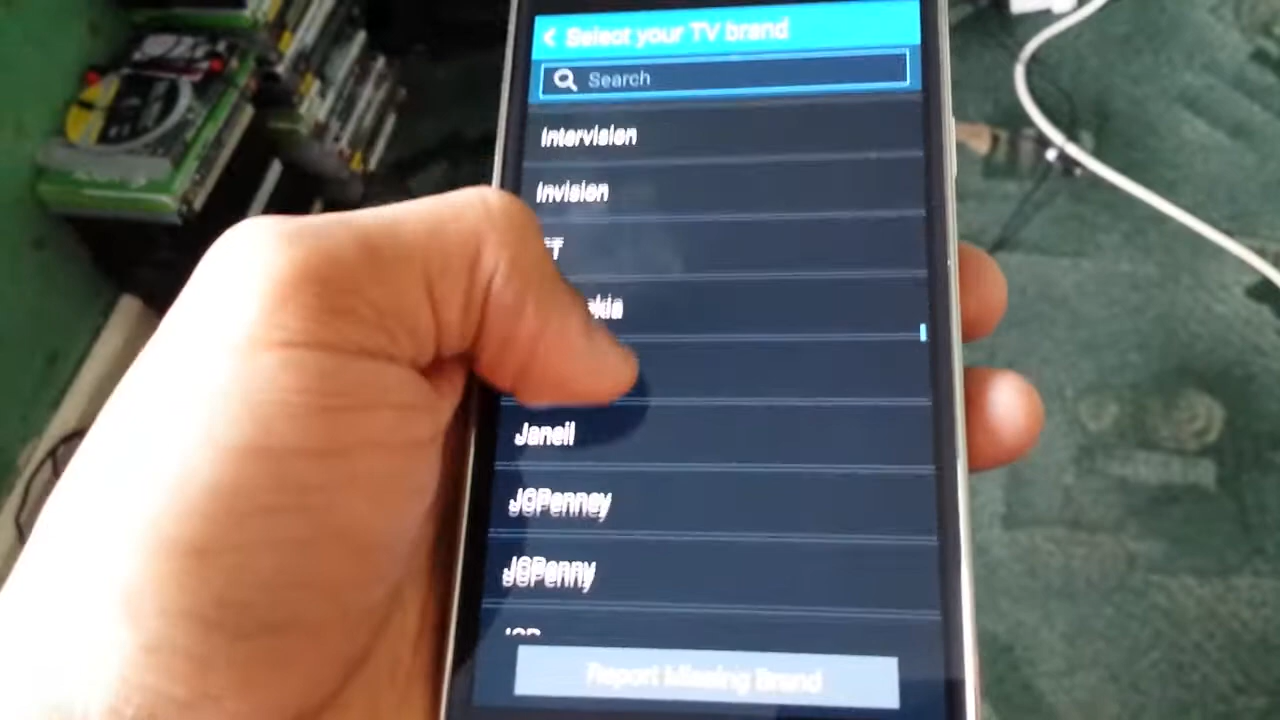 Select your TV brand
Search
Intervision
Invision
Janeil
JCPenney
JCPenny
Report Missing Brand